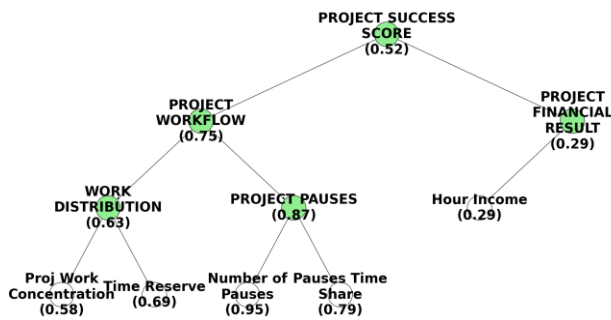 PROJECT SUCCESS
SCORE
(0.52)
PROJECT
WORKFLOW
(0.75)
PROJECT
FINANCIAL
RESULT
(0.29)
WORK
DISTRIBUTION
(0.63)
PROJECT PAUSES
(0.87)
Hour Income
(0.29)
Proj Work
Concentration
(0.58)
Time Reserve
(0.69)
Number of
Pauses
(0.95)
Pauses Time
Share
(0.79)